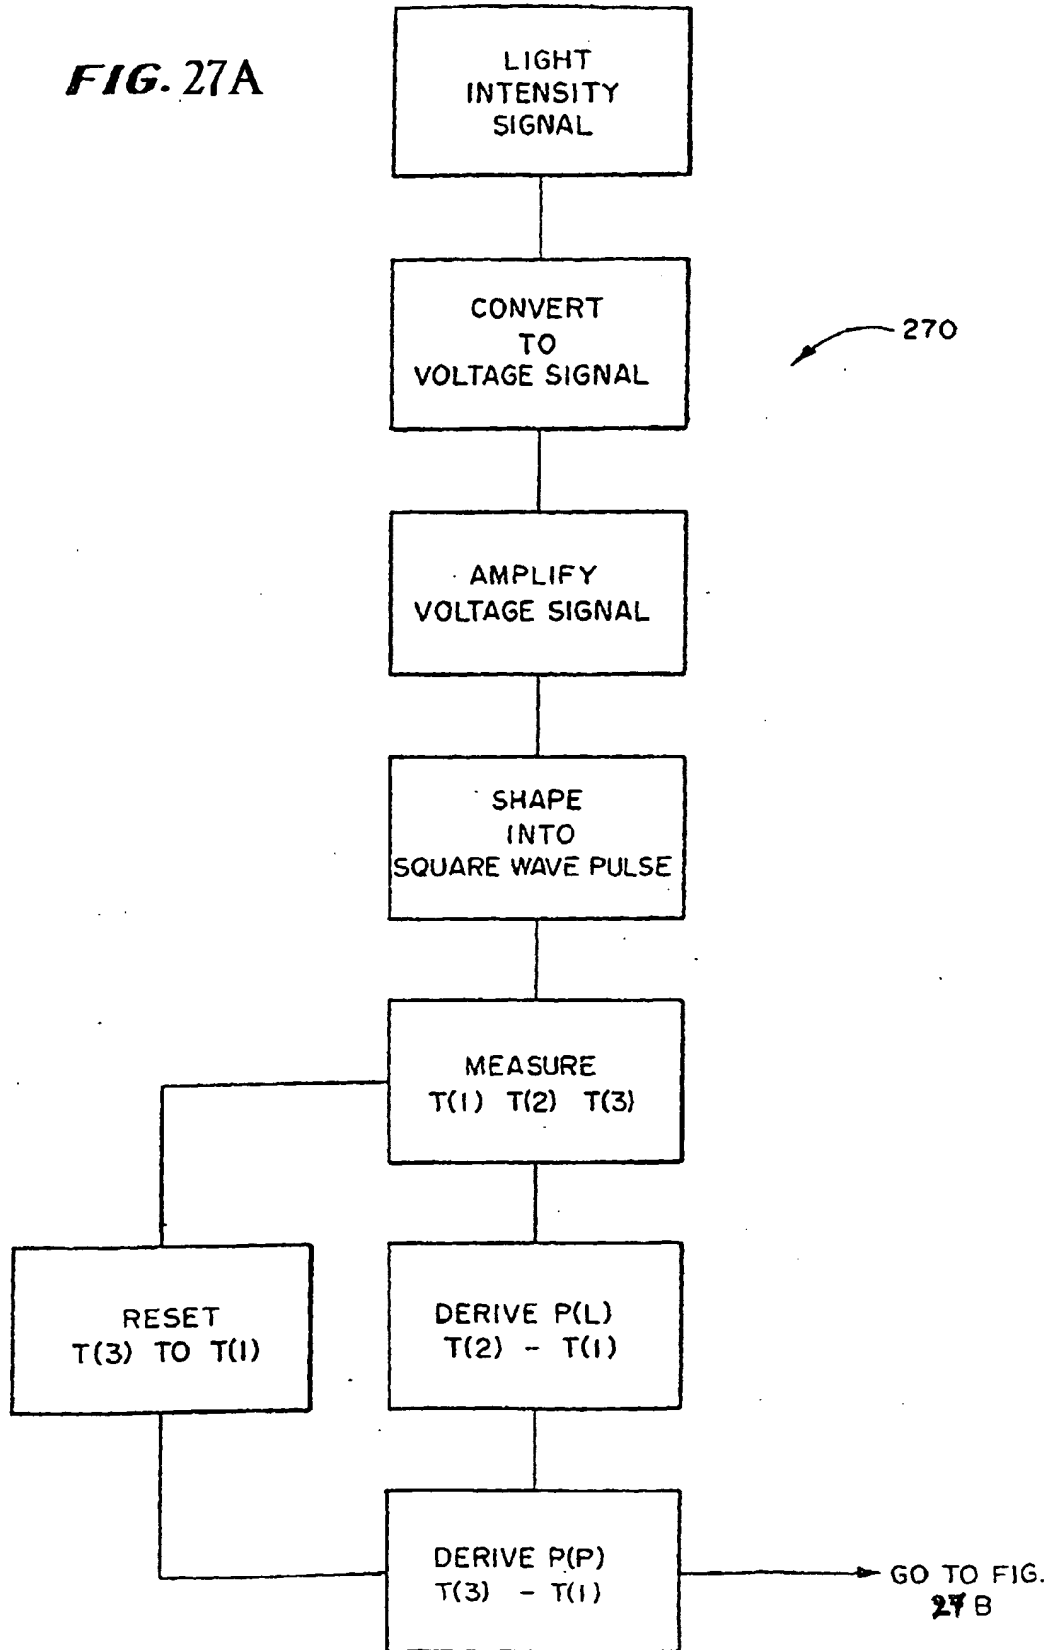 FIG. 27A
LIGHT
INTENSITY
SIGNAL
CONVERT
TO
VOLTAGE SIGNAL
270
AMPLIFY
VOLTAGE SIGNAL
SHAPE
INTO
SQUARE WAVE PULSE
MEASURE
T(1) T(2) T(3)
RESET
T(3) TO T(1)
DERIVE P(L)
T(2) - T(1)
DERIVE P(P)
T(3) - T(1)
GO TO FIG.
27 B